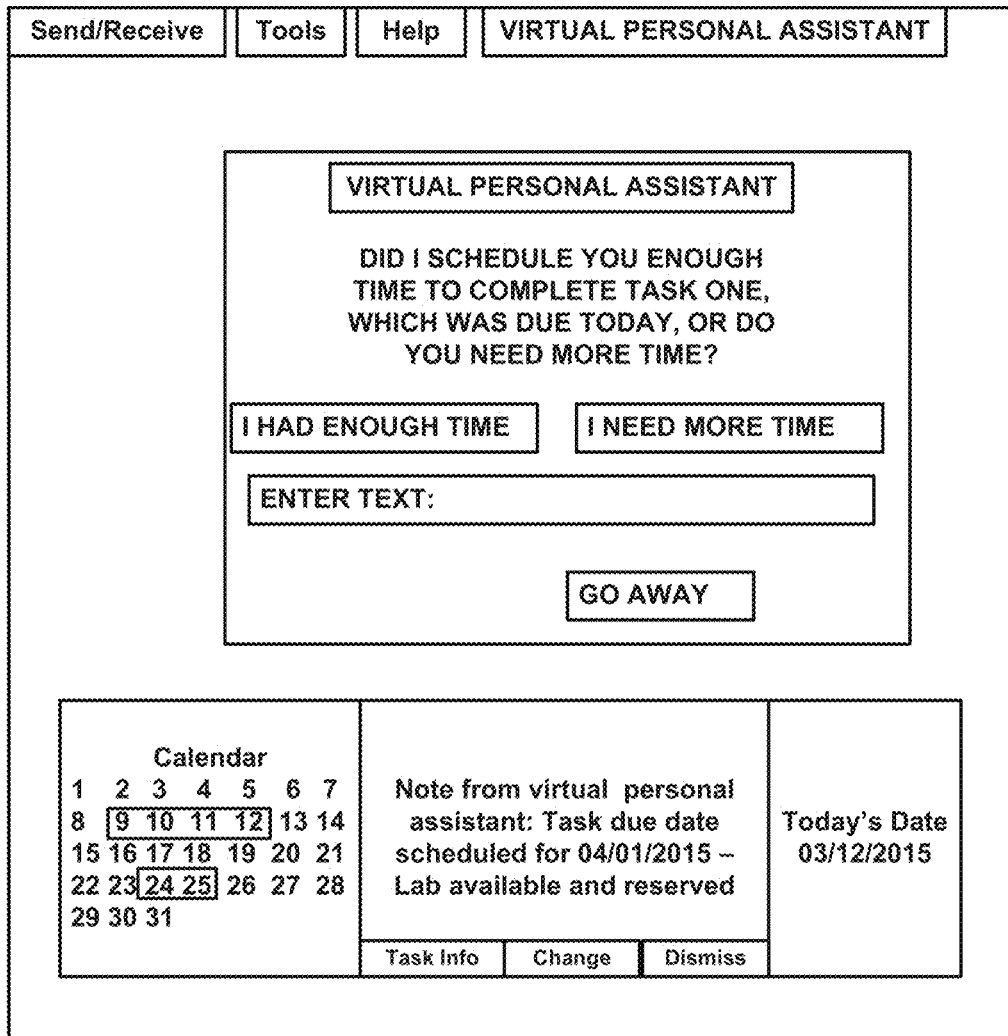 Send/Receive Tools Help VIRTUAL PERSONAL ASSISTANT
VIRTUAL PERSONAL ASSISTANT
DID I SCHEDULE YOU ENOUGH
TIME TO COMPLETE TASK ONE,
WHICH WAS DUE TODAY, OR DO
YOU NEED MORE TIME?
I HAD ENOUGH TIME I NEED MORE TIME
ENTER TEXT:
GO AWAY
Calendar
1 2 3 4 5 6 7
8 9 10 11 12 13 14
15 16 17 18 19 20 21
22 23 24 25 26 27 28
29 30 31
Note from virtual personal
assistant: Task due date
scheduled for 04/01/2015 –
Lab available and reserved
Task Info Change Dismiss
Today's Date
03/12/2015